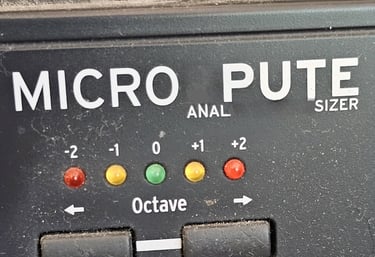 MICRO PUTE
ANAL SIZER
-2 -1 0 +1 +2
← Octave →